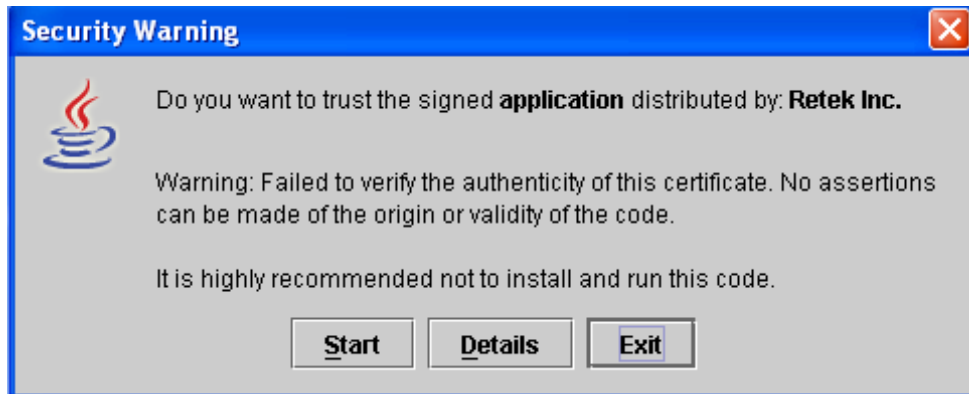 Security Warning
Do you want to trust the signed application distributed by: Retek Inc.
Warning: Failed to verify the authenticity of this certificate. No assertions
can be made of the origin or validity of the code.
It is highly recommended not to install and run this code.
Start Details Exit